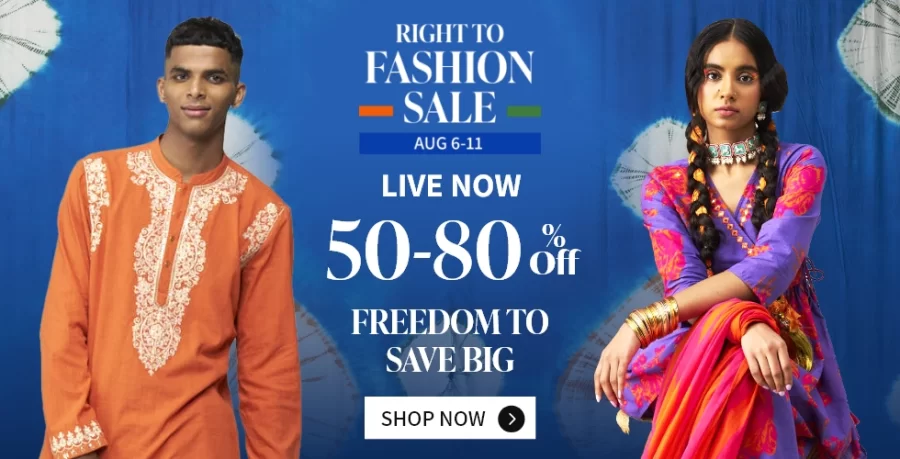 RIGHT TO
FASHION
SALE
AUG 6-11
LIVE NOW
50-80 % Off
FREEDOM TO
SAVE BIG
SHOP NOW